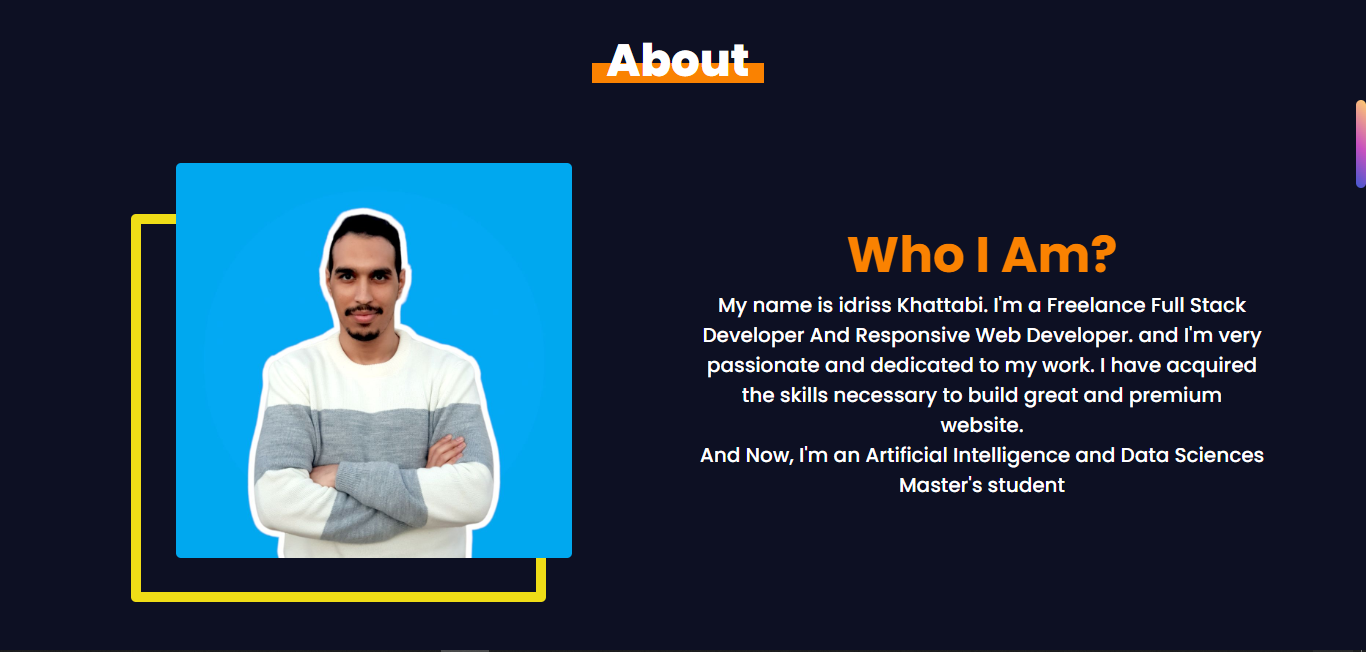 About
Who I Am?
My name is idriss Khattabi. I'm a Freelance Full Stack
Developer And Responsive Web Developer. and I'm very
passionate and dedicated to my work. I have acquired
the skills necessary to build great and premium
website.
And Now, I'm an Artificial Intelligence and Data Sciences
Master's student